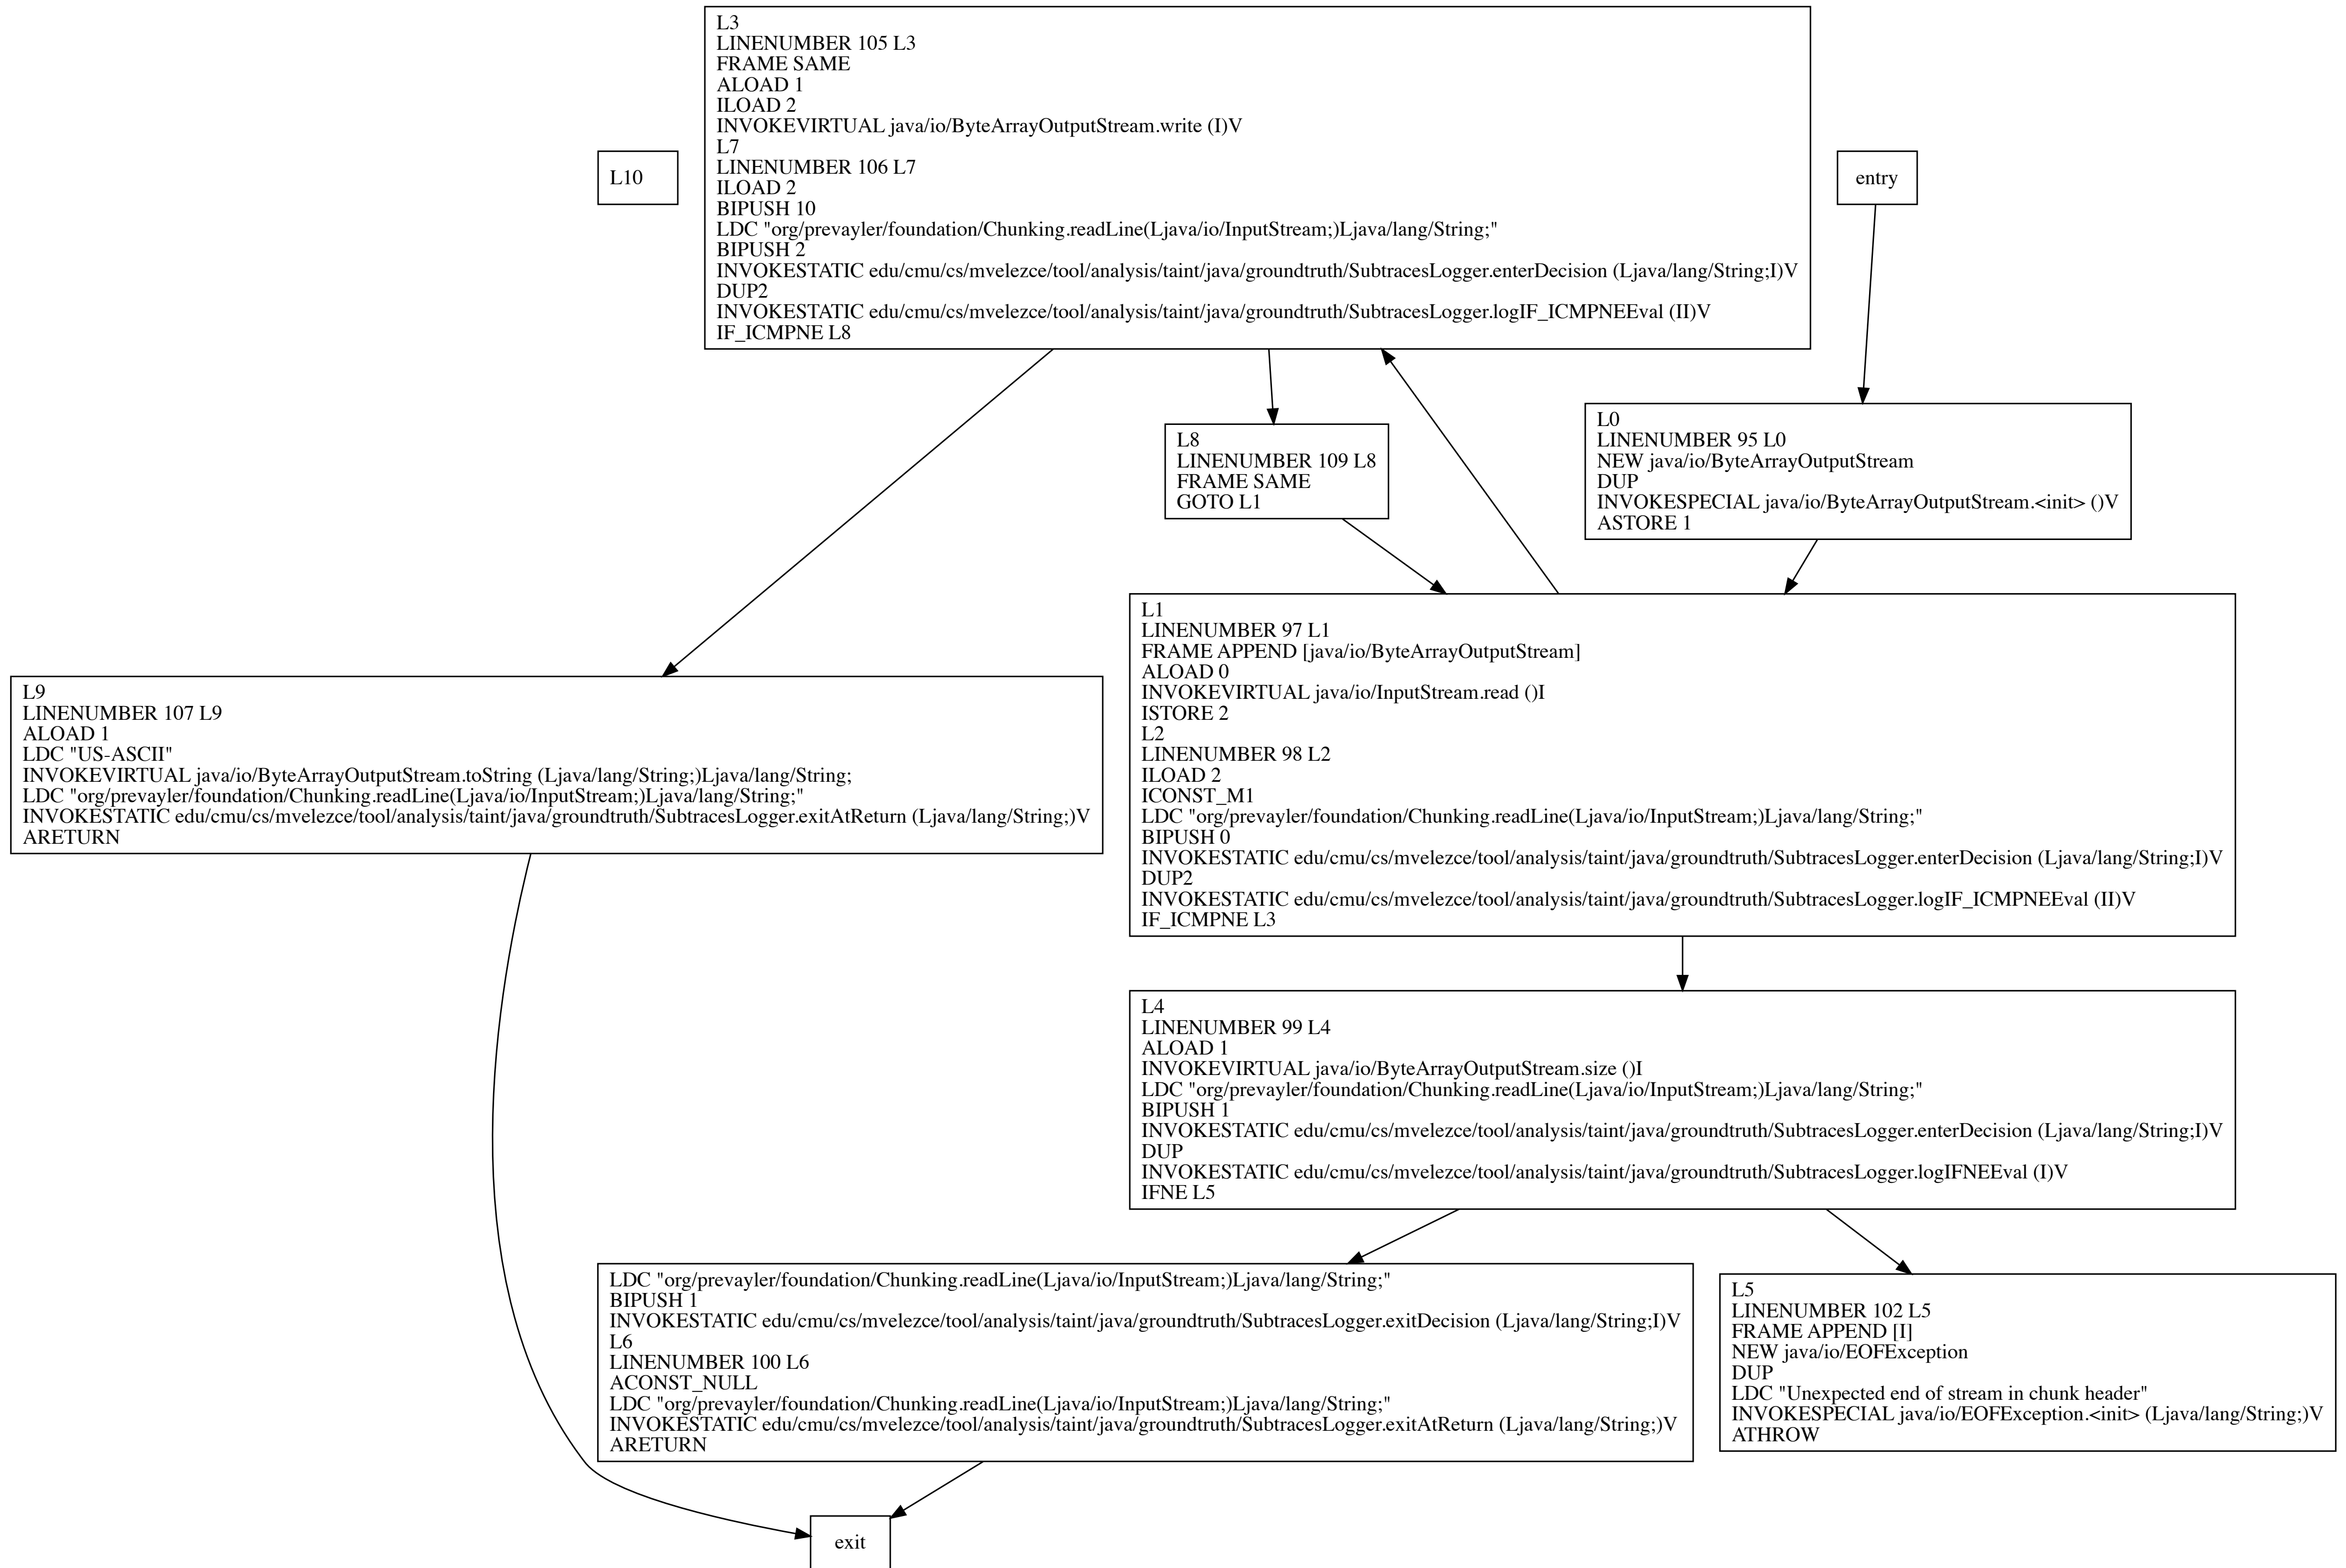 L3
LINENUMBER 105 L3
FRAME SAME
ALOAD 1
ILOAD 2
INVOKEVIRTUAL java/io/ByteArrayOutputStream.write (I)V
L7
LINENUMBER 106 L7
ILOAD 2
BIPUSH 10
LDC "org/prevayler/foundation/Chunking.readLine(Ljava/io/InputStream;)Ljava/lang/String;"
BIPUSH 2
INVOKESTATIC edu/cmu/cs/mvelezce/tool/analysis/taint/java/groundtruth/SubtracesLogger.enterDecision (Ljava/lang/String;I)V
DUP2
INVOKESTATIC edu/cmu/cs/mvelezce/tool/analysis/taint/java/groundtruth/SubtracesLogger.logIF_ICMPNEEval (II)V
IF_ICMPNE L8
L10
entry
L8
LINENUMBER 109 L8
FRAME SAME
GOTO L1
L0
LINENUMBER 95 L0
NEW java/io/ByteArrayOutputStream
DUP
INVOKESPECIAL java/io/ByteArrayOutputStream.<init> ()V
ASTORE 1
L1
LINENUMBER 97 L1
FRAME APPEND [java/io/ByteArrayOutputStream]
ALOAD 0
INVOKEVIRTUAL java/io/InputStream.read ()I
ISTORE 2
L2
LINENUMBER 98 L2
ILOAD 2
ICONST_M1
LDC "org/prevayler/foundation/Chunking.readLine(Ljava/io/InputStream;)Ljava/lang/String;"
BIPUSH 0
INVOKESTATIC edu/cmu/cs/mvelezce/tool/analysis/taint/java/groundtruth/SubtracesLogger.enterDecision (Ljava/lang/String;I)V
DUP2
INVOKESTATIC edu/cmu/cs/mvelezce/tool/analysis/taint/java/groundtruth/SubtracesLogger.logIF_ICMPNEEval (II)V
IF_ICMPNE L3
L9
LINENUMBER 107 L9
ALOAD 1
LDC "US-ASCII"
INVOKEVIRTUAL java/io/ByteArrayOutputStream.toString (Ljava/lang/String;)Ljava/lang/String;
LDC "org/prevayler/foundation/Chunking.readLine(Ljava/io/InputStream;)Ljava/lang/String;"
INVOKESTATIC edu/cmu/cs/mvelezce/tool/analysis/taint/java/groundtruth/SubtracesLogger.exitAtReturn (Ljava/lang/String;)V
ARETURN
L4
LINENUMBER 99 L4
ALOAD 1
INVOKEVIRTUAL java/io/ByteArrayOutputStream.size ()I
LDC "org/prevayler/foundation/Chunking.readLine(Ljava/io/InputStream;)Ljava/lang/String;"
BIPUSH 1
INVOKESTATIC edu/cmu/cs/mvelezce/tool/analysis/taint/java/groundtruth/SubtracesLogger.enterDecision (Ljava/lang/String;I)V
DUP
INVOKESTATIC edu/cmu/cs/mvelezce/tool/analysis/taint/java/groundtruth/SubtracesLogger.logIFNEEval (I)V
IFNE L5
LDC "org/prevayler/foundation/Chunking.readLine(Ljava/io/InputStream;)Ljava/lang/String;"
BIPUSH 1
INVOKESTATIC edu/cmu/cs/mvelezce/tool/analysis/taint/java/groundtruth/SubtracesLogger.exitDecision (Ljava/lang/String;I)V
L6
LINENUMBER 100 L6
ACONST_NULL
LDC "org/prevayler/foundation/Chunking.readLine(Ljava/io/InputStream;)Ljava/lang/String;"
INVOKESTATIC edu/cmu/cs/mvelezce/tool/analysis/taint/java/groundtruth/SubtracesLogger.exitAtReturn (Ljava/lang/String;)V
ARETURN
L5
LINENUMBER 102 L5
FRAME APPEND [I]
NEW java/io/EOFException
DUP
LDC "Unexpected end of stream in chunk header"
INVOKESPECIAL java/io/EOFException.<init> (Ljava/lang/String;)V
ATHROW
exit